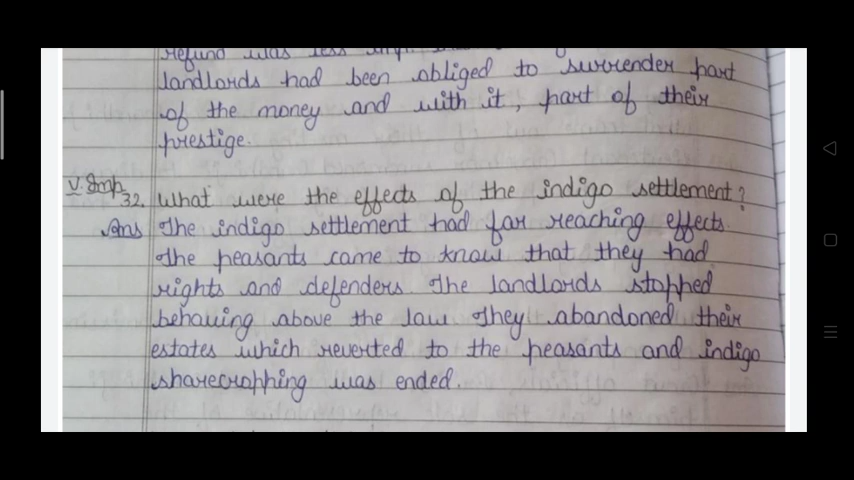 refund was less
landlords had been obliged to surrender part
of the money and with it, part of their
prestige.
V. Imp 32. What were the effects of the indigo settlement?
Ans The indigo settlement had far reaching effects.
The peasants came to know that they had
rights and defenders. The landlords stopped
behaving above the law. They abandoned their
estates which reverted to the peasants and indigo
sharecropping was ended.